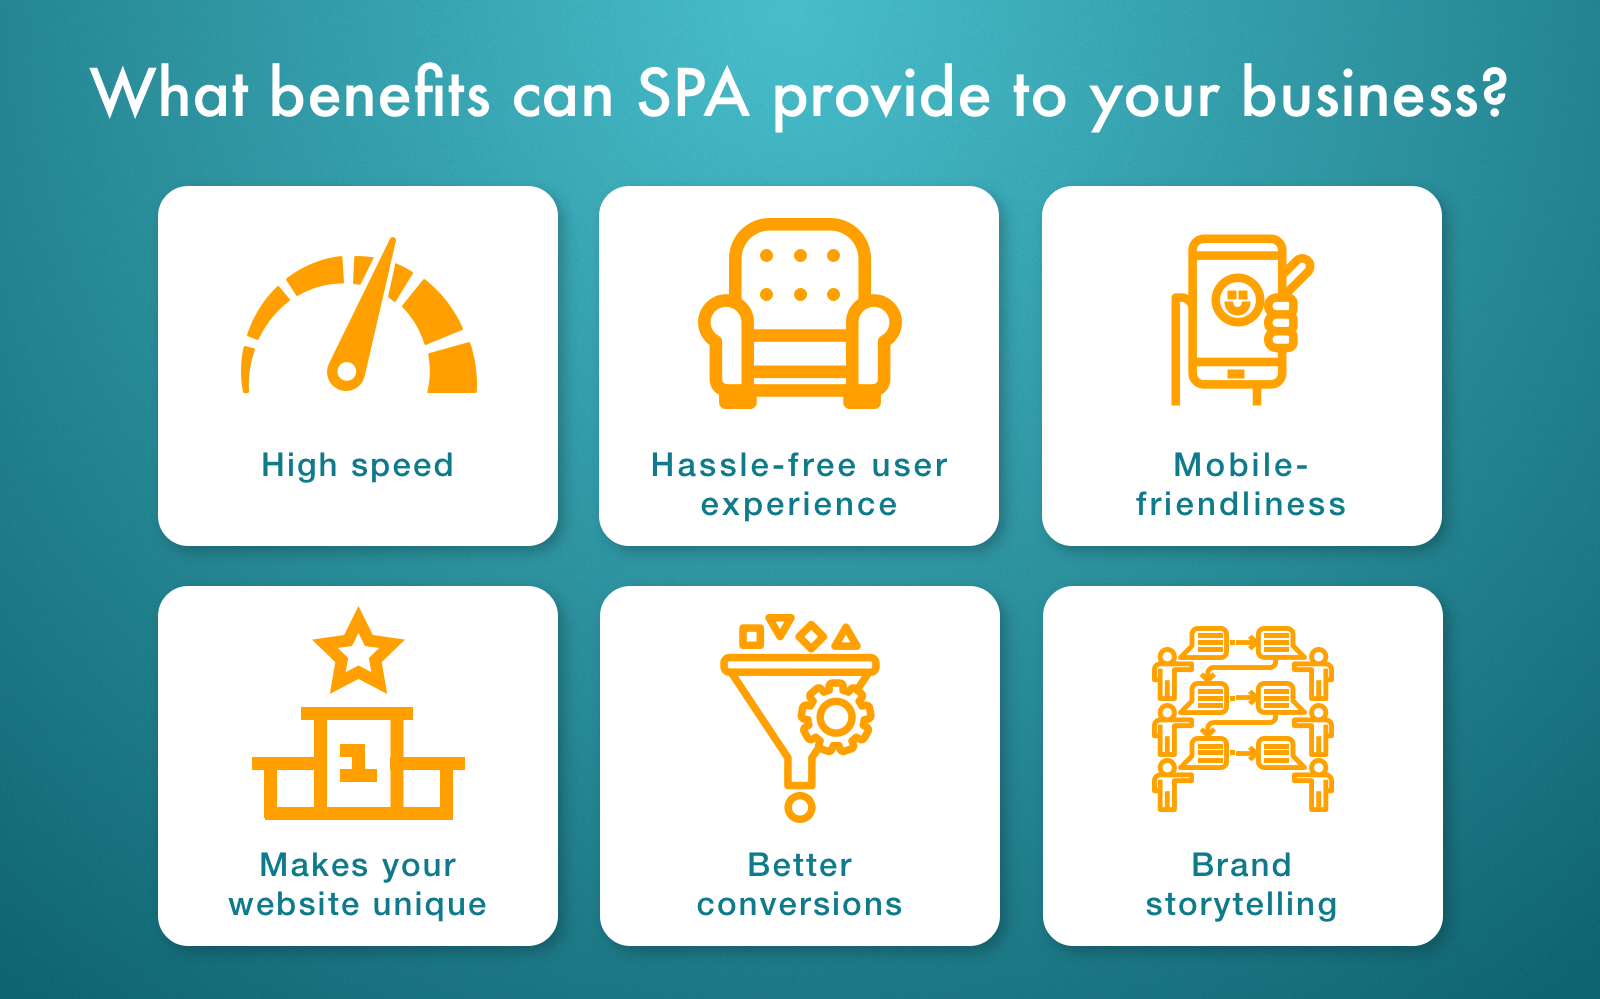 What benefits can SPA provide to your business?
High speed
Hassle-free user
experience
Mobile-
friendliness
1
Makes your
website unique
Better
conversions
Brand
storytelling